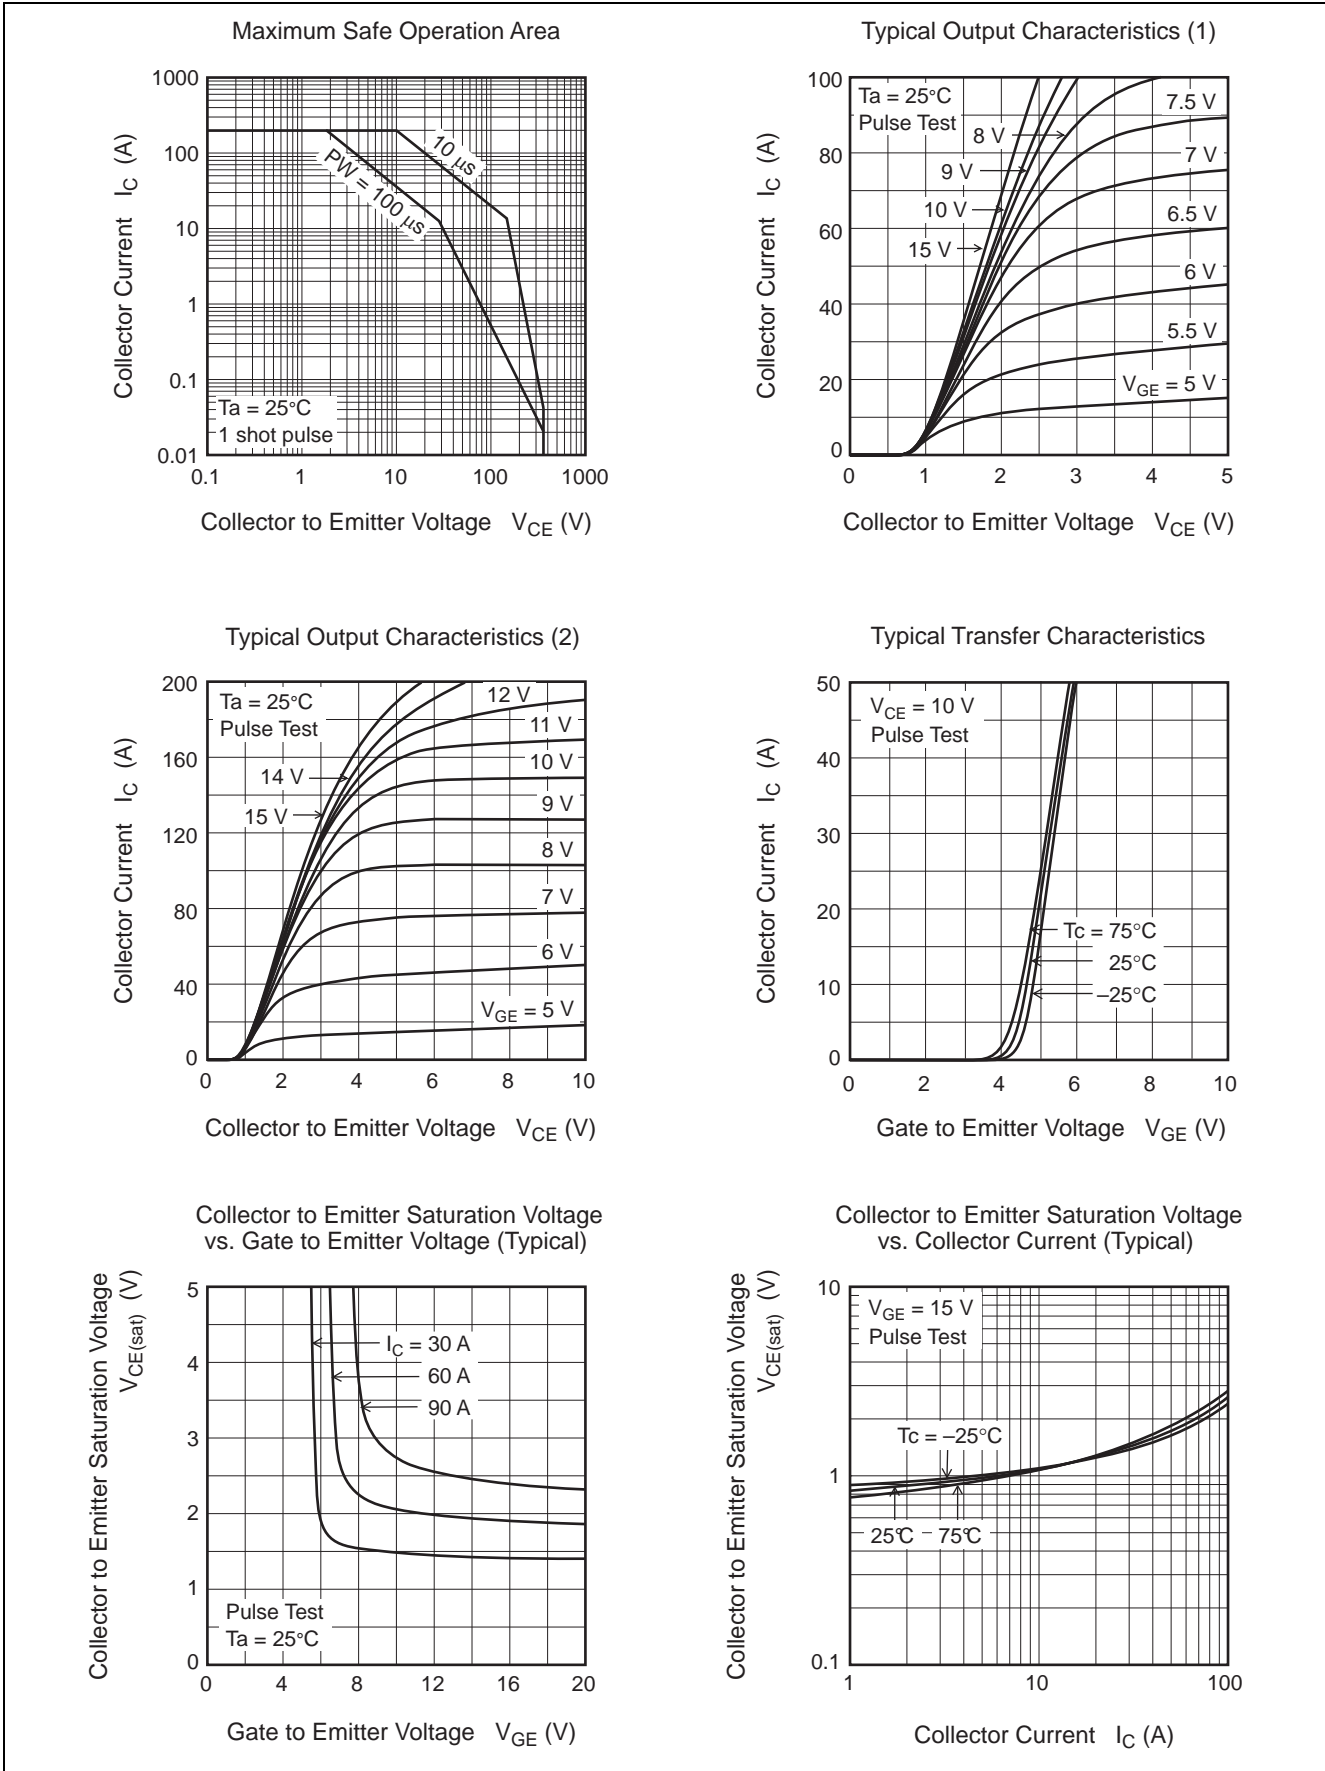 Maximum Safe Operation Area
Collector Current I_C (A)
1000
100
10
1
0.1
0.01
10 µs
PW = 100 µs
Ta = 25°C
1 shot pulse
0.1
1
10
100
1000
Collector to Emitter Voltage V_CE (V)
Typical Output Characteristics (1)
Collector Current I_C (A)
100
80
60
40
20
0
Ta = 25°C
Pulse Test
7.5 V
8 V
7 V
9 V
10 V
6.5 V
15 V
6 V
5.5 V
V_GE = 5 V
0
1
2
3
4
5
Collector to Emitter Voltage V_CE (V)
Typical Output Characteristics (2)
Collector Current I_C (A)
200
160
120
80
40
0
Ta = 25°C
Pulse Test
12 V
11 V
10 V
14 V
9 V
15 V
8 V
7 V
6 V
V_GE = 5 V
0
2
4
6
8
10
Collector to Emitter Voltage V_CE (V)
Typical Transfer Characteristics
Collector Current I_C (A)
50
40
30
20
10
0
V_CE = 10 V
Pulse Test
Tc = 75°C
25°C
–25°C
0
2
4
6
8
10
Gate to Emitter Voltage V_GE (V)
Collector to Emitter Saturation Voltage
vs. Gate to Emitter Voltage (Typical)
Collector to Emitter Saturation Voltage
V_CE(sat) (V)
5
4
3
2
1
0
I_C = 30 A
60 A
90 A
Pulse Test
Ta = 25°C
0
4
8
12
16
20
Gate to Emitter Voltage V_GE (V)
Collector to Emitter Saturation Voltage
vs. Collector Current (Typical)
Collector to Emitter Saturation Voltage
V_CE(sat) (V)
10
1
0.1
V_GE = 15 V
Pulse Test
Tc = –25°C
25°C
75°C
1
10
100
Collector Current I_C (A)